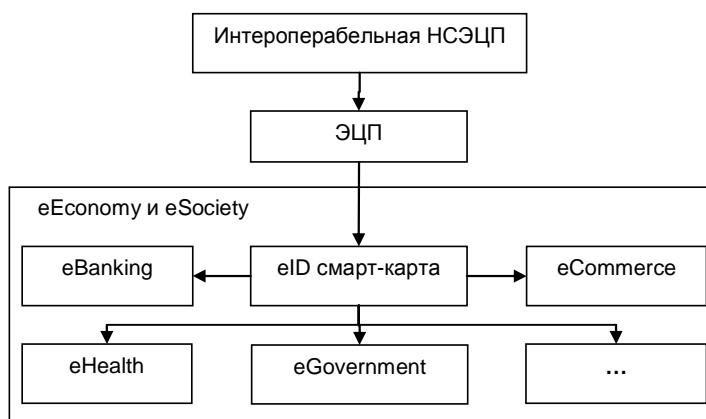 Интероперабельная НСЭЦП
ЭЦП
eEconomy и eSociety
eBanking
eID смарт-карта
eCommerce
eHealth
eGovernment
...